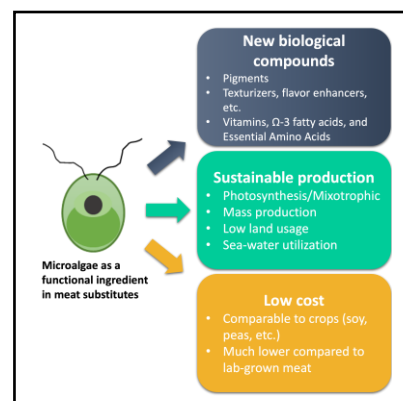 New biological
compounds
• Pigments
• Texturizers, flavor enhancers,
etc.
• Vitamins, Ω-3 fatty acids, and
Essential Amino Acids
Sustainable production
• Photosynthesis/Mixotrophic
• Mass production
• Low land usage
• Sea-water utilization
Microalgae as a
functional ingredient
in meat substitutes
Low cost
• Comparable to crops (soy,
peas, etc.)
• Much lower compared to
lab-grown meat